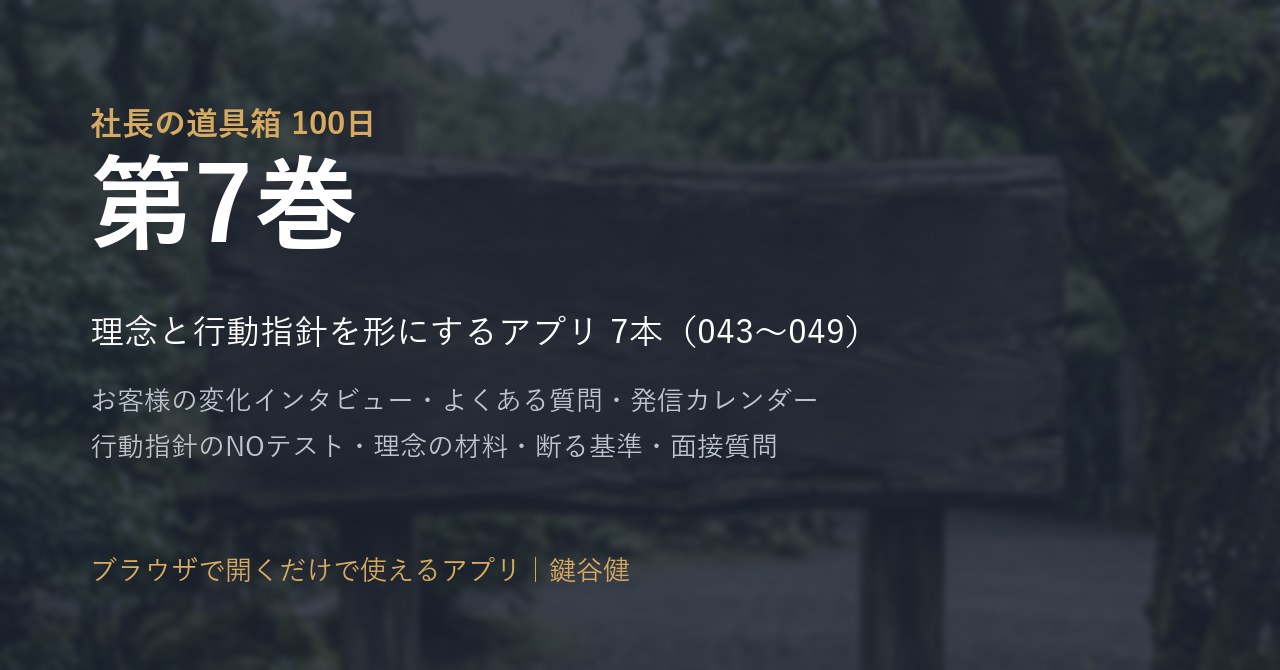 社長の道具箱 100日
第7巻
理念と行動指針を形にするアプリ 7本（043〜049）
お客様の変化インタビュー・よくある質問・発信カレンダー
行動指針のNOテスト・理念の材料・断る基準・面接質問
ブラウザで開くだけで使えるアプリ｜鍵谷健